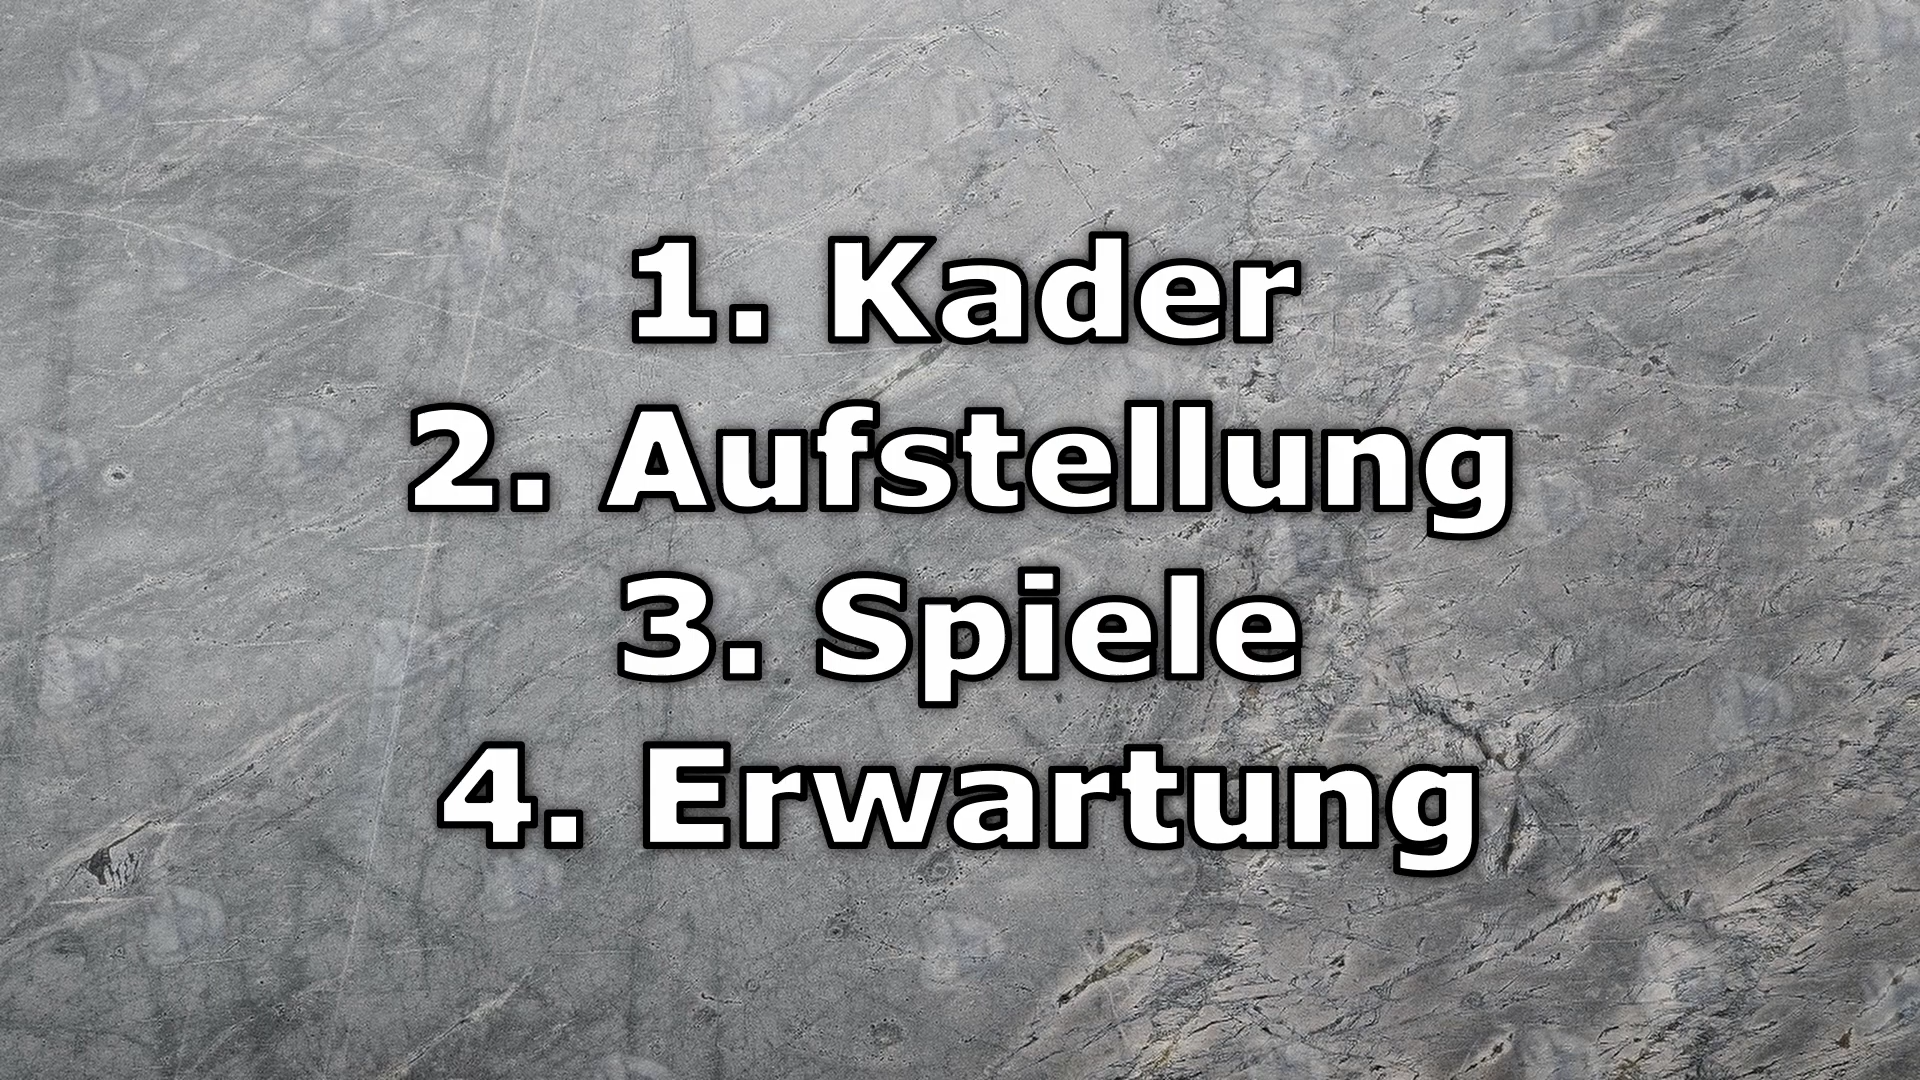 1. Kader
2. Aufstellung
3. Spiele
4. Erwartung